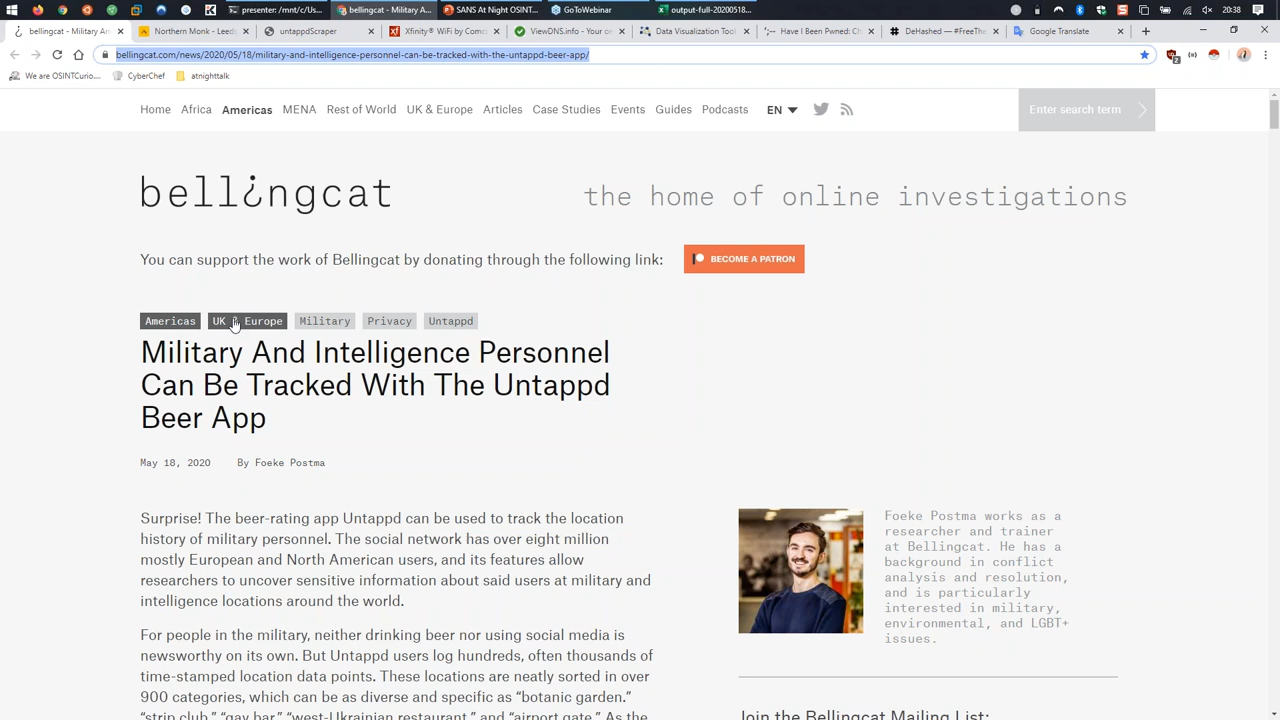 presenter: /mnt/c/Us...
bellingcat - Military A...
SANS At Night OSINT...
GoToWebinar
output-full-20200518...
20:38
bellingcat - Military An
Northern Monk - Leeds
untappdScraper
Xfinity® WiFi by Comc
ViewDNS.info - Your on
Data Visualization Tool
Have I Been Pwned: Ch
DeHashed — #FreeThe
Google Translate
bellingcat.com/news/2020/05/18/military-and-intelligence-personnel-can-be-tracked-with-the-untappd-beer-app/
We are OSINTCurio...
CyberChef
atnighttalk
Home Africa Americas MENA Rest of World UK & Europe Articles Case Studies Events Guides Podcasts EN
Enter search term
bellingcat
the home of online investigations
You can support the work of Bellingcat by donating through the following link:
BECOME A PATRON
Americas UK & Europe Military Privacy Untappd
Military And Intelligence Personnel
Can Be Tracked With The Untappd
Beer App
May 18, 2020 By Foeke Postma
Surprise! The beer-rating app Untappd can be used to track the location
history of military personnel. The social network has over eight million
mostly European and North American users, and its features allow
researchers to uncover sensitive information about said users at military and
intelligence locations around the world.
For people in the military, neither drinking beer nor using social media is
newsworthy on its own. But Untappd users log hundreds, often thousands of
time-stamped location data points. These locations are neatly sorted in over
900 categories, which can be as diverse and specific as “botanic garden,”
“strip club,” “gay bar,” “west-Ukrainian restaurant,” and “airport gate.” As the
Foeke Postma works as a
researcher and trainer
at Bellingcat. He has a
background in conflict
analysis and resolution,
and is particularly
interested in military,
environmental, and LGBT+
issues.
Join the Bellingcat Mailing List: